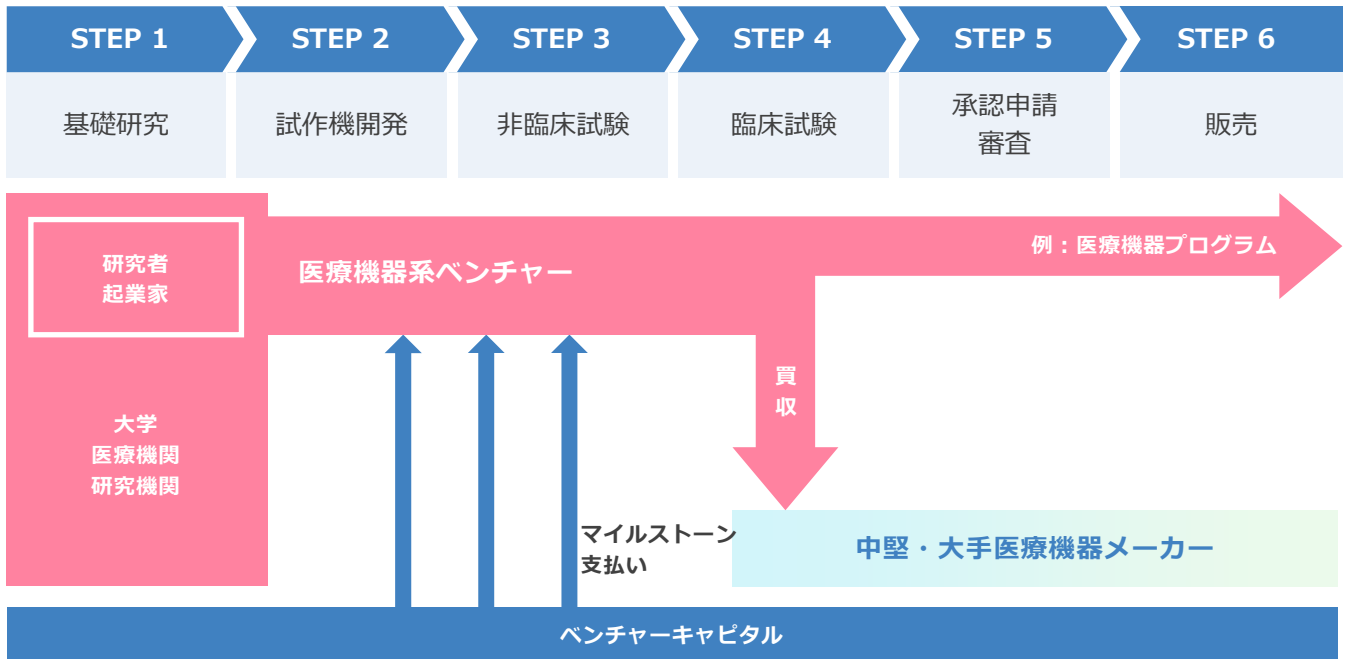 STEP 1
STEP 2
STEP 3
STEP 4
STEP 5
STEP 6
基礎研究
試作機開発
非臨床試験
臨床試験
承認申請
審査
販売
研究者
起業家
医療機器系ベンチャー
例：医療機器プログラム
大学
医療機関
研究機関
買
収
マイルストーン
支払い
中堅・大手医療機器メーカー
ベンチャーキャピタル